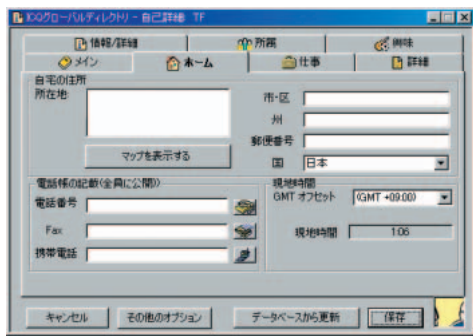 ICQグローバルディレクトリ - 自己詳細 TF
情報/詳細 所属 興味
メイン ホーム 仕事 詳細
自宅の住所
所在地:
市・区
州
郵便番号
マップを表示する
国 日本
電話帳の記載(全員に公開))
現地時間
電話番号
GMT オフセット (GMT +09:00)
Fax
現地時間 1:06
携帯電話
キャンセル その他のオプション データベースから更新 保存